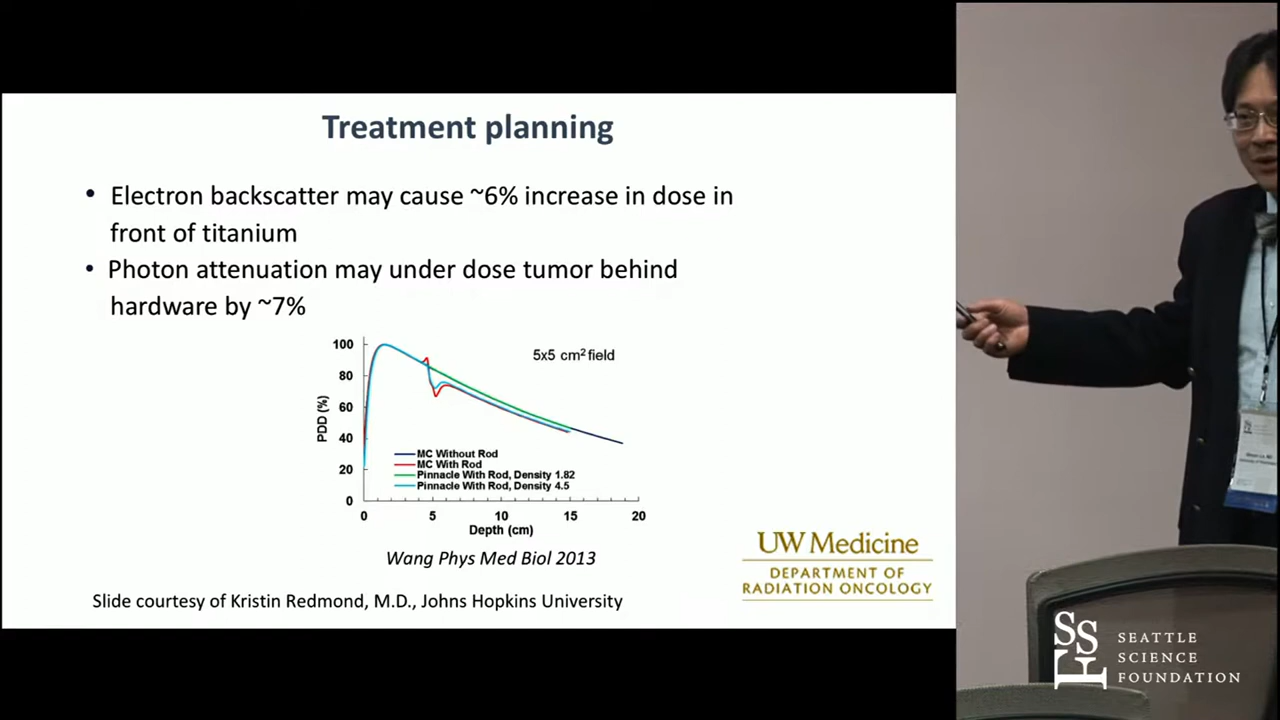 Treatment planning
• Electron backscatter may cause ~6% increase in dose in
front of titanium
• Photon attenuation may under dose tumor behind
hardware by ~7%
100
80
60
40
20
0
PDD (%)
5x5 cm² field
MC Without Rod
MC With Rod
Pinnacle With Rod, Density 1.82
Pinnacle With Rod, Density 4.5
0 5 10 15 20
Depth (cm)
Wang Phys Med Biol 2013
Slide courtesy of Kristin Redmond, M.D., Johns Hopkins University
UW Medicine
DEPARTMENT OF
RADIATION ONCOLOGY
SSF
SEATTLE
SCIENCE
FOUNDATION